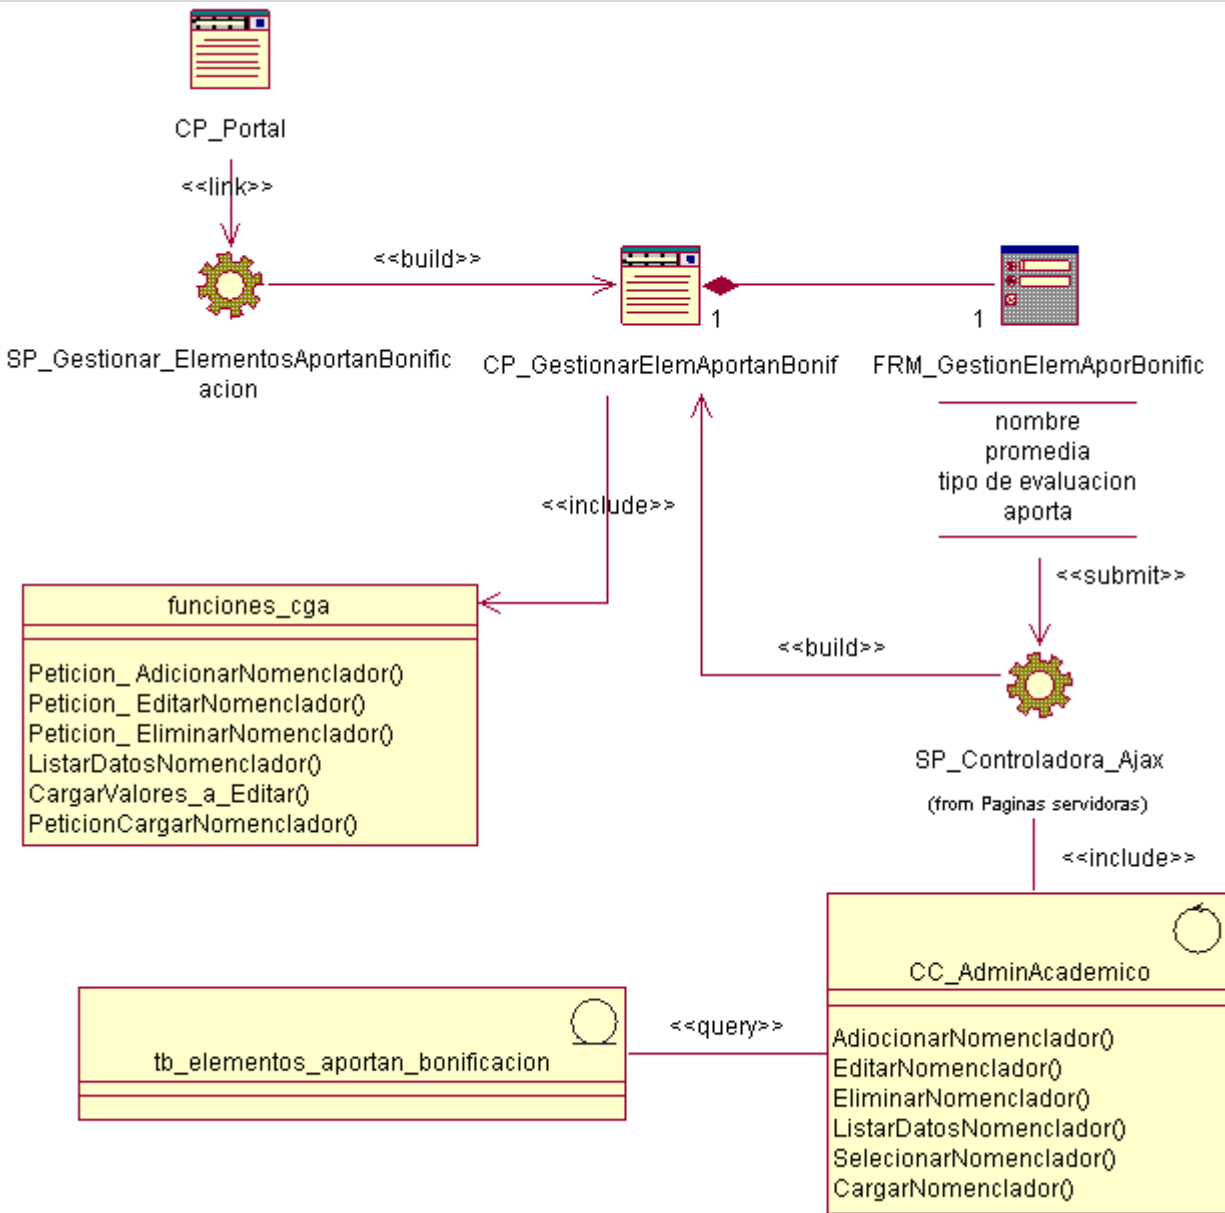 CP_Portal
<<link>>
<<build>>
SP_Gestionar_ElementosAportanBonific
acion
CP_GestionarElemAportanBonif
1
1
FRM_GestionElemAporBonific
nombre
promedia
tipo de evaluacion
aporta
<<include>>
<<submit>>
funciones_cga
Peticion_ AdicionarNomenclador()
Peticion_ EditarNomenclador()
Peticion_ EliminarNomenclador()
ListarDatosNomenclador()
CargarValores_a_Editar()
PeticionCargarNomenclador()
<<build>>
SP_Controladora_Ajax
(from Paginas servidoras)
<<include>>
CC_AdminAcademico
AdiocionarNomenclador()
EditarNomenclador()
EliminarNomenclador()
ListarDatosNomenclador()
SelecionarNomenclador()
CargarNomenclador()
<<query>>
tb_elementos_aportan_bonificacion